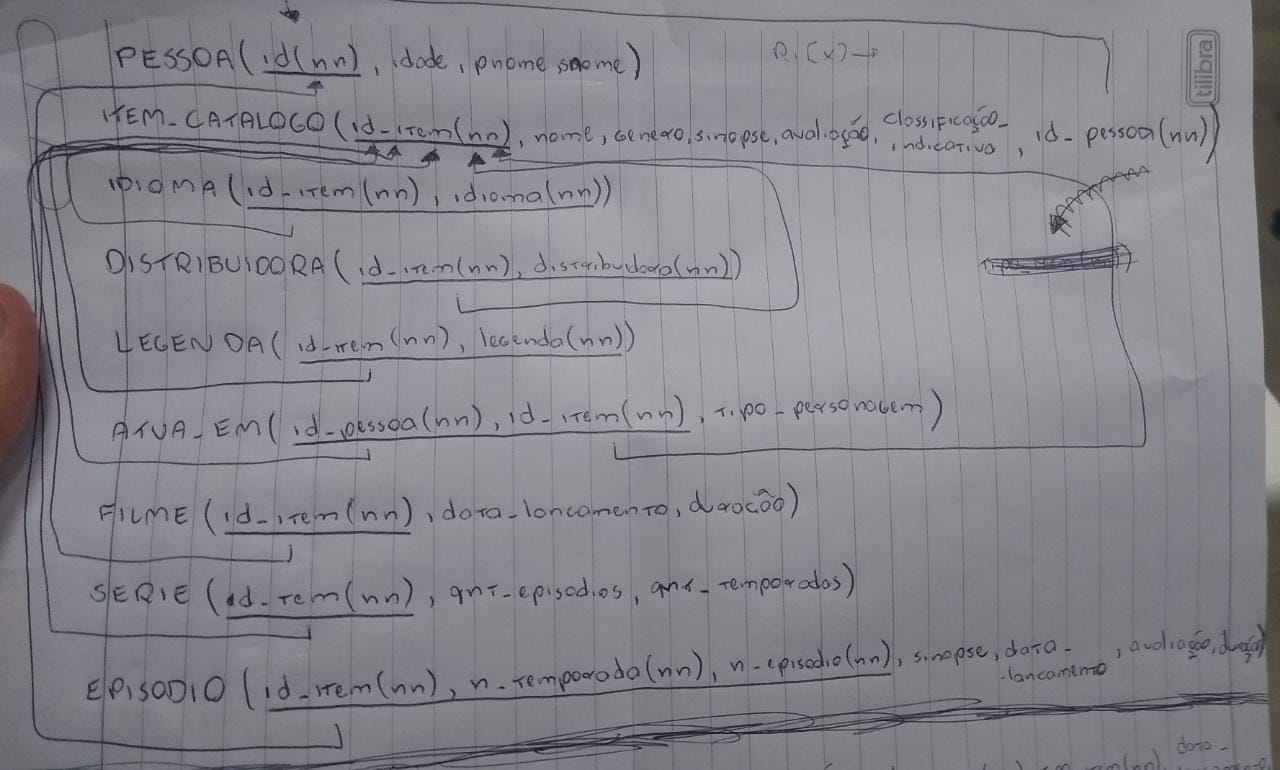 PESSOA(id(nn), idade, pnome, snome)
tilibra
ITEM_CATALOGO(id_item(nn), nome, genero, sinopse, avaliação, classificação_indicativa, id_pessoa(nn))
IDIOMA(id_item(nn), idioma(nn))
DISTRIBUIDORA(id_item(nn), distribuidora(nn))
LEGENDA(id_item(nn), legenda(nn))
ATUA_EM(id_pessoa(nn), id_item(nn), tipo_personagem)
FILME(id_item(nn), data_lancamento, duração)
SERIE(id_item(nn), qnt_episodios, qnt_temporadas)
EPISODIO(id_item(nn), n_temporada(nn), n_episodio(nn), sinopse, data_lancamento, avaliação, duração)